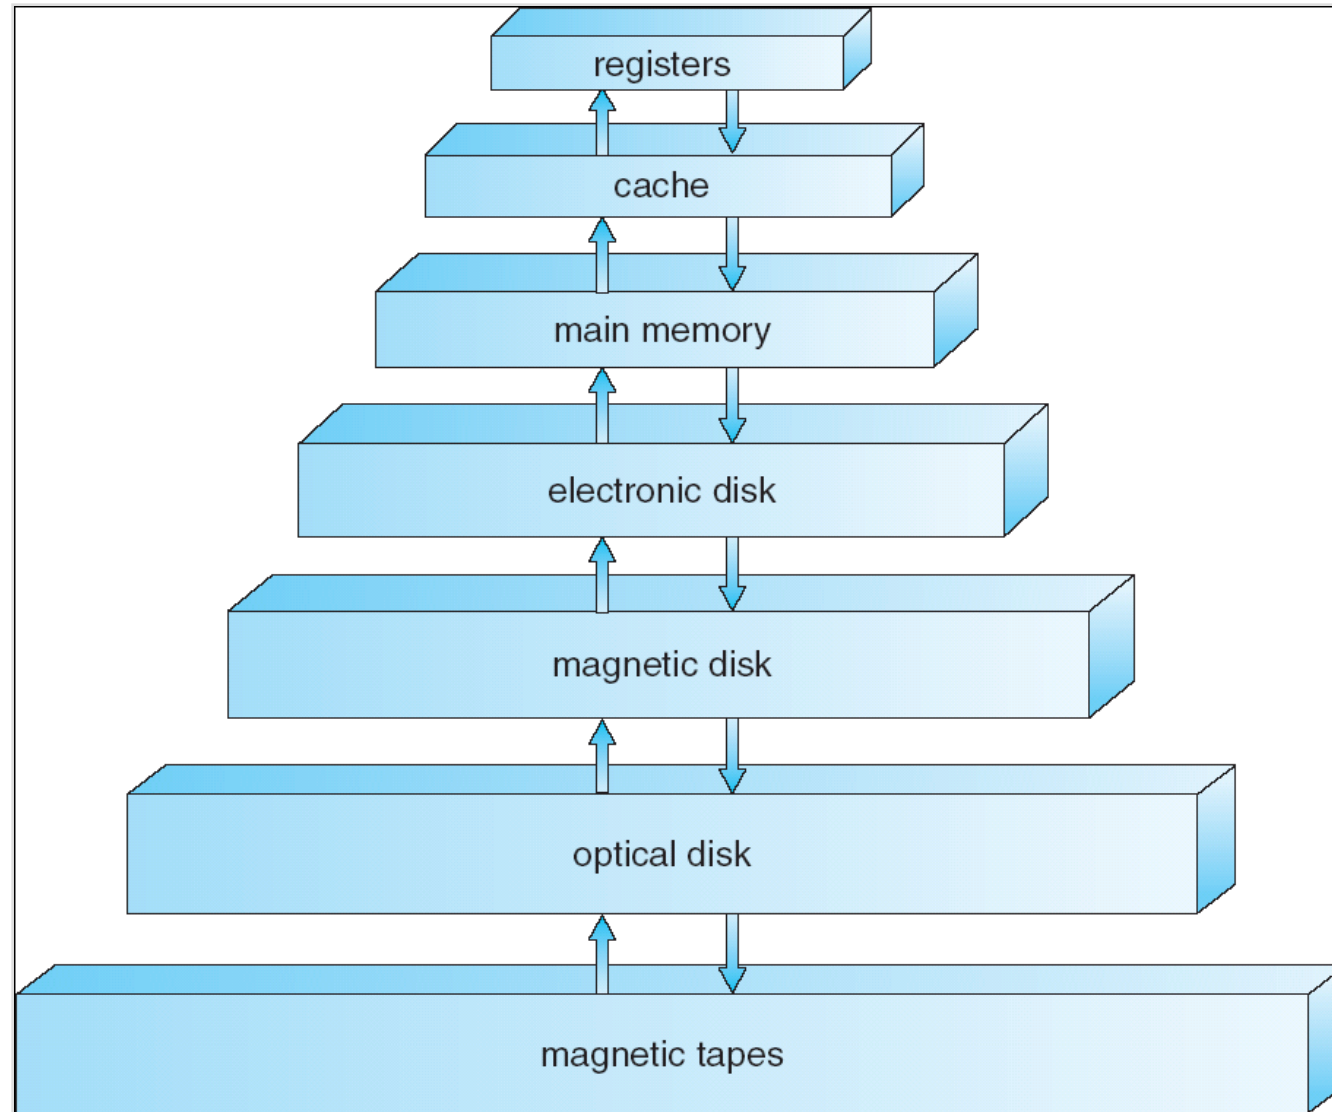 registers
cache
main memory
electronic disk
magnetic disk
optical disk
magnetic tapes